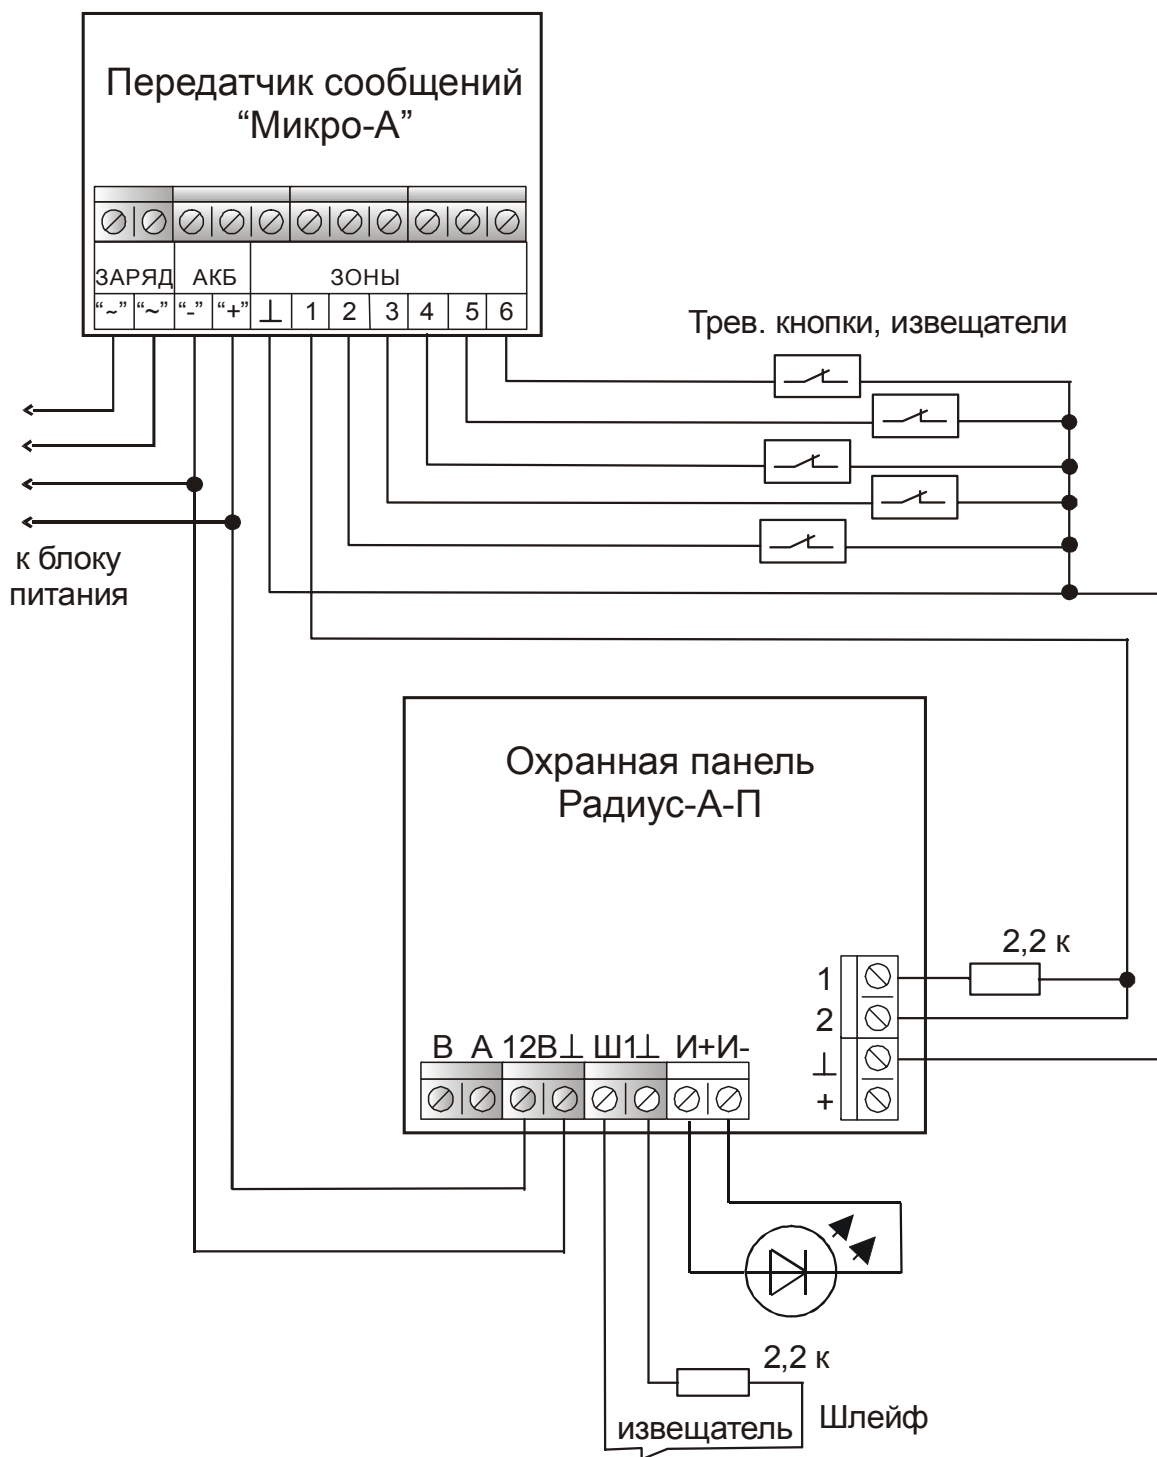 Передатчик сообщений
“Микро-А”
ЗАРЯД АКБ ЗОНЫ
“~” “~” “-” “+” ⊥ 1 2 3 4 5 6
Трев. кнопки, извещатели
к блоку
питания
Охранная панель
Радиус-А-П
2,2 к
1
2
⊥
+
В А 12В⊥ Ш1⊥ И+И-
2,2 к
Шлейф
извещатель